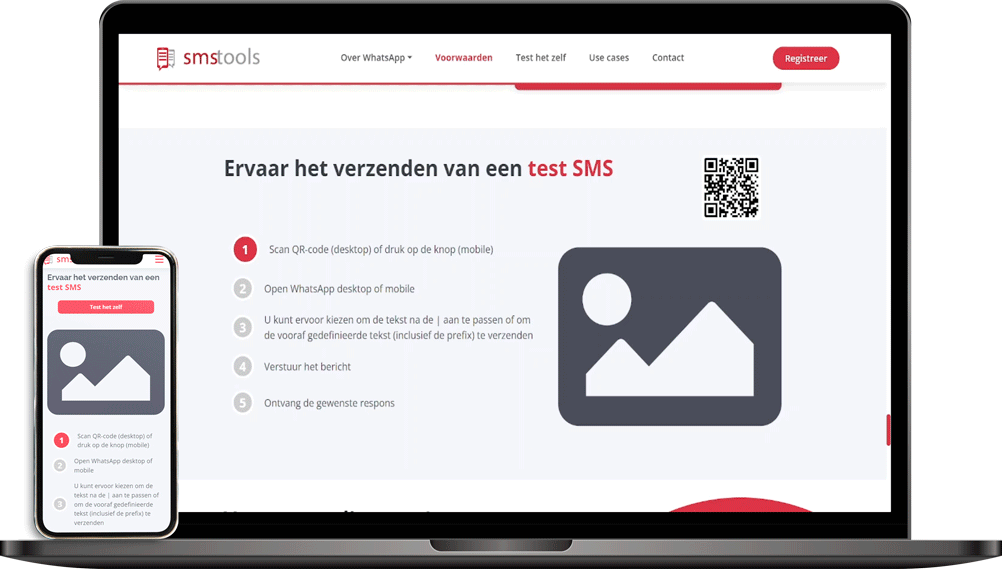 smstools
Over WhatsApp
Voorwaarden
Test het zelf
Use cases
Contact
Registreer
Ervaar het verzenden van een test SMS
1 Scan QR-code (desktop) of druk op de knop (mobile)
2 Open WhatsApp desktop of mobile
3 U kunt ervoor kiezen om de tekst na de | aan te passen of om
de vooraf gedefinieerde tekst (inclusief de prefix) te verzenden
4 Verstuur het bericht
5 Ontvang de gewenste respons
sms
Ervaar het verzenden van een
test SMS
Test het zelf
1 Scan QR-code (desktop) of
druk op de knop (mobile)
2 Open WhatsApp desktop of
mobile
3 U kunt ervoor kiezen om de
tekst na de | aan te passen of
om de vooraf gedefinieerde
tekst (inclusief de prefix) te
verzenden